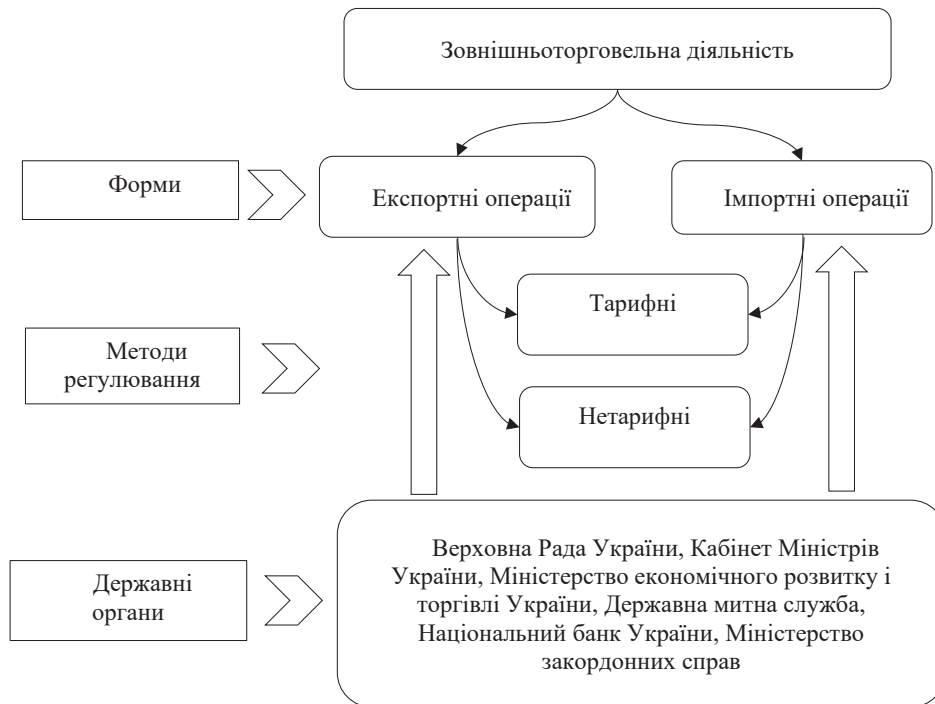 Зовнішньоторговельна діяльність
Форми
Експортні операції
Імпортні операції
Тарифні
Методи
регулювання
Нетарифні
Державні
органи
Верховна Рада України, Кабінет Міністрів
України, Міністерство економічного розвитку і
торгівлі України, Державна митна служба,
Національний банк України, Міністерство
закордонних справ